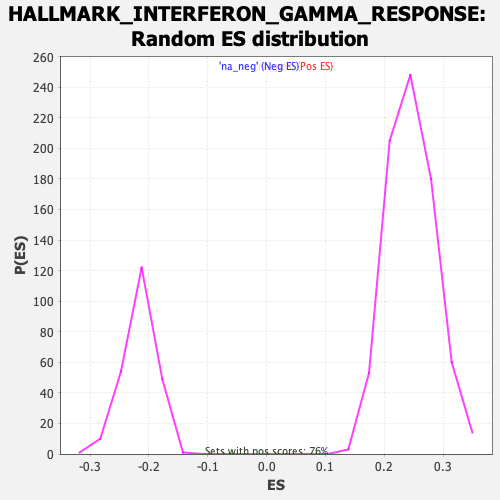 HALLMARK_INTERFERON_GAMMA_RESPONSE:
Random ES distribution
'na_neg' (Neg ES) Pos ES)
260
240
220
200
180
160
140
120
100
80
60
40
20
0
P(ES)
Sets with pos scores: 76%
-0.3 -0.2 -0.1 0.0 0.1 0.2 0.3
ES